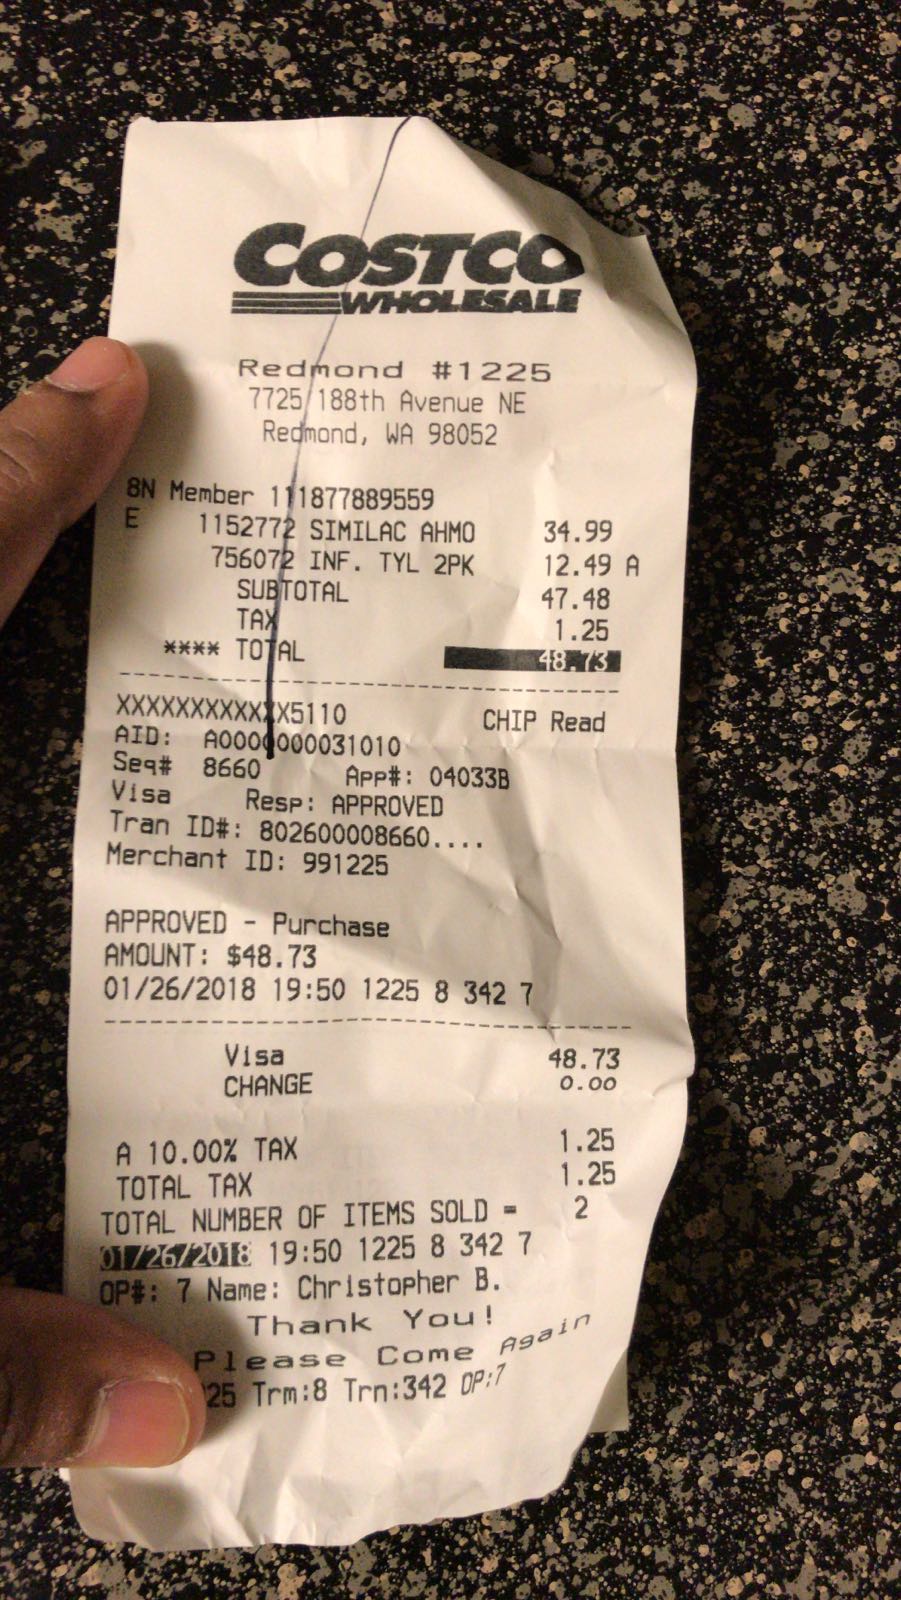 COSTCO
WHOLESALE
Redmond #1225
7725 188th Avenue NE
Redmond, WA 98052
8N Member 111877889559
E 1152772 SIMILAC AHMO 34.99
756072 INF. TYL 2PK 12.49 A
SUBTOTAL 47.48
TAX 1.25
**** TOTAL 48.73
XXXXXXXXXXXX5110 CHIP Read
AID: A0000000031010
Seq# 8660 App#: 04033B
Visa Resp: APPROVED
Tran ID#: 802600008660....
Merchant ID: 991225
APPROVED - Purchase
AMOUNT: $48.73
01/26/2018 19:50 1225 8 342 7
Visa 48.73
CHANGE 0.00
A 10.00% TAX 1.25
TOTAL TAX 1.25
TOTAL NUMBER OF ITEMS SOLD = 2
01/26/2018 19:50 1225 8 342 7
OP#: 7 Name: Christopher B.
Thank You!
Please Come Again
25 Trm:8 Trn:342 OP:7